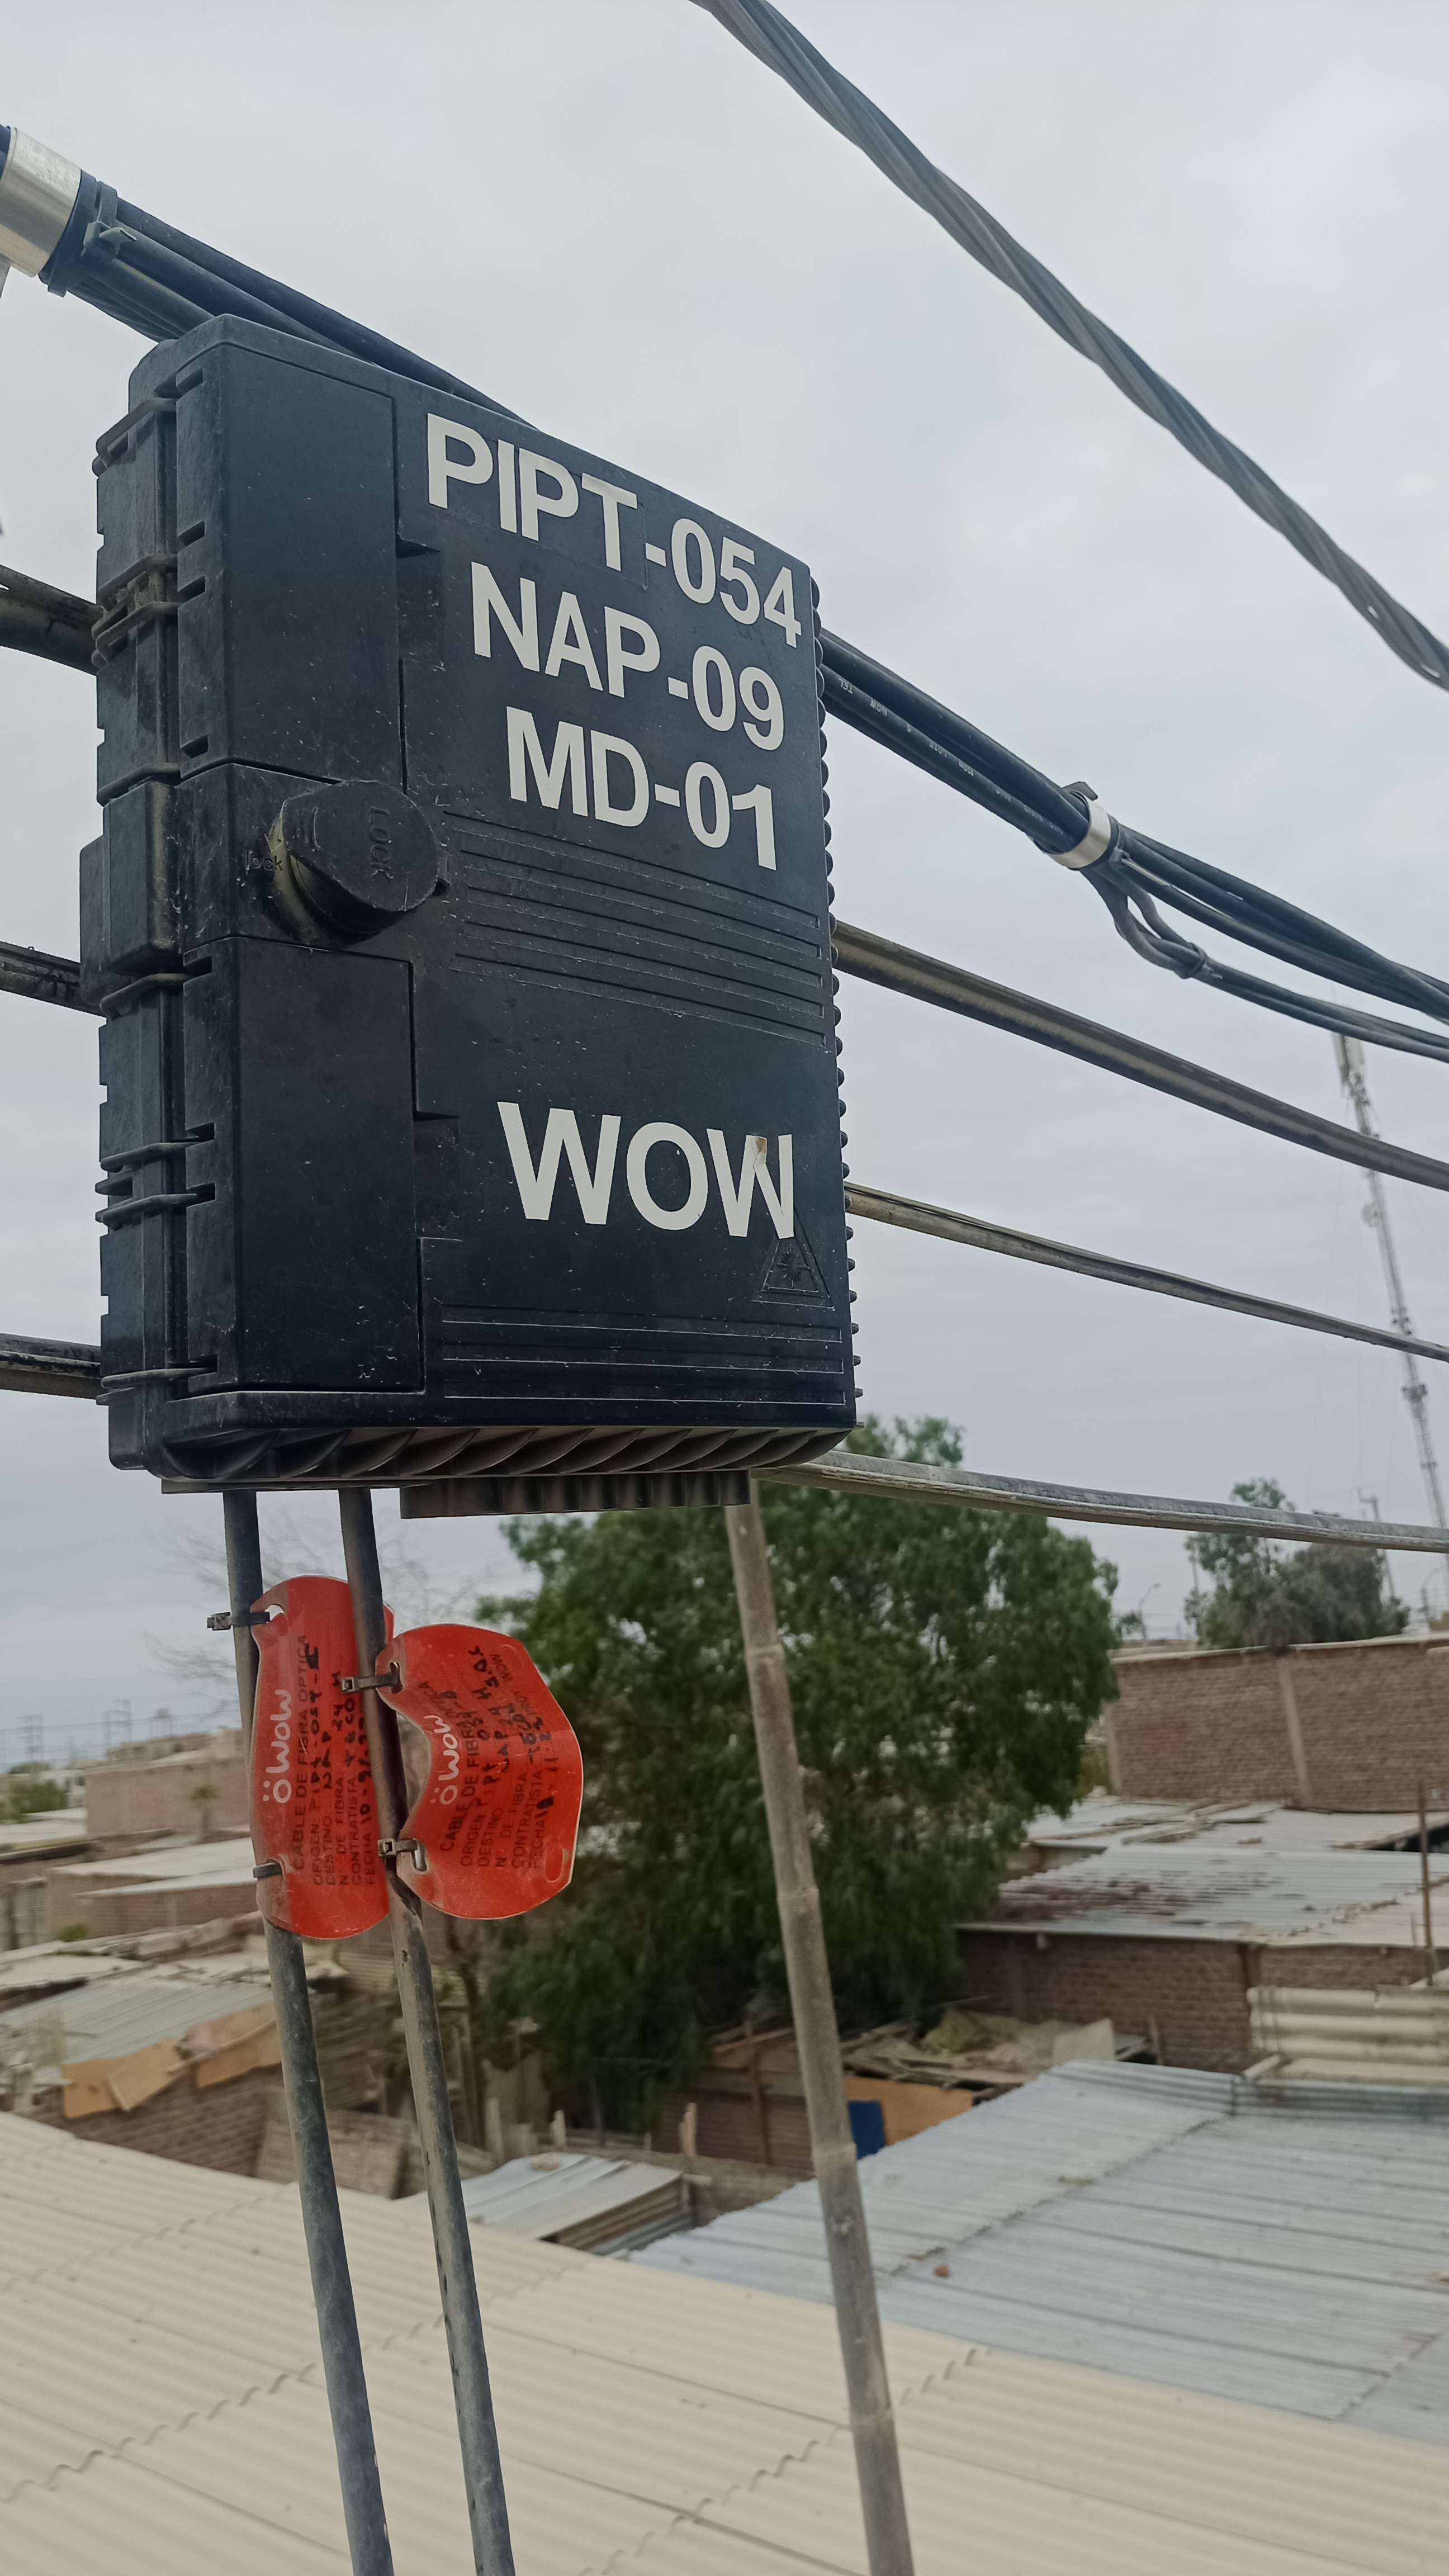 PIPT-054
NAP-09
MD-01
LOCK
lock
WOW
WOW
CABLE DE FIBRA OPTICA
ORIGEN
DESTINO
N DE FIBRA
CONTRATISTA
FECHA
WOW
CABLE DE FIBRA
ORIGEN
DESTINO
N DE FIBRA
CONTRATISTA
FECHA